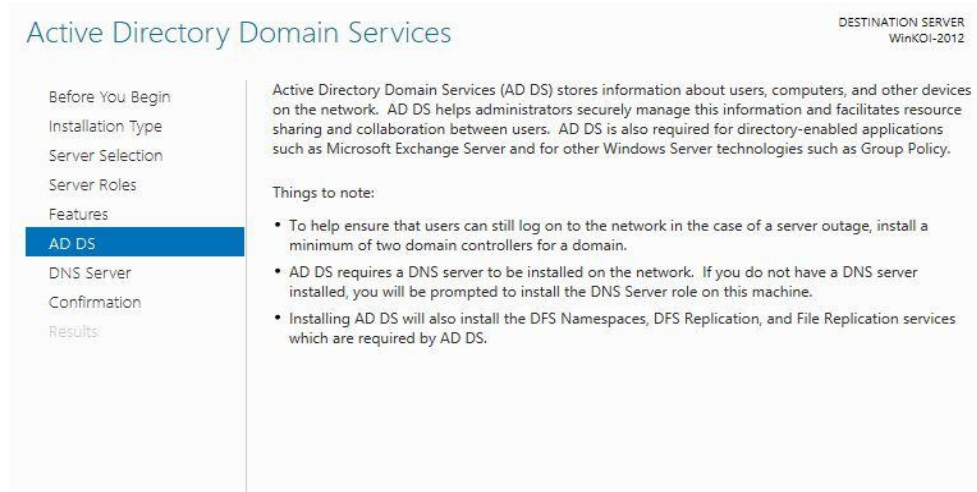 Active Directory Domain Services
DESTINATION SERVER
WinKOI-2012
Before You Begin
Installation Type
Server Selection
Server Roles
Features
AD DS
DNS Server
Confirmation
Results
Active Directory Domain Services (AD DS) stores information about users, computers, and other devices
on the network. AD DS helps administrators securely manage this information and facilitates resource
sharing and collaboration between users. AD DS is also required for directory-enabled applications
such as Microsoft Exchange Server and for other Windows Server technologies such as Group Policy.
Things to note:
• To help ensure that users can still log on to the network in the case of a server outage, install a
minimum of two domain controllers for a domain.
• AD DS requires a DNS server to be installed on the network. If you do not have a DNS server
installed, you will be prompted to install the DNS Server role on this machine.
• Installing AD DS will also install the DFS Namespaces, DFS Replication, and File Replication services
which are required by AD DS.